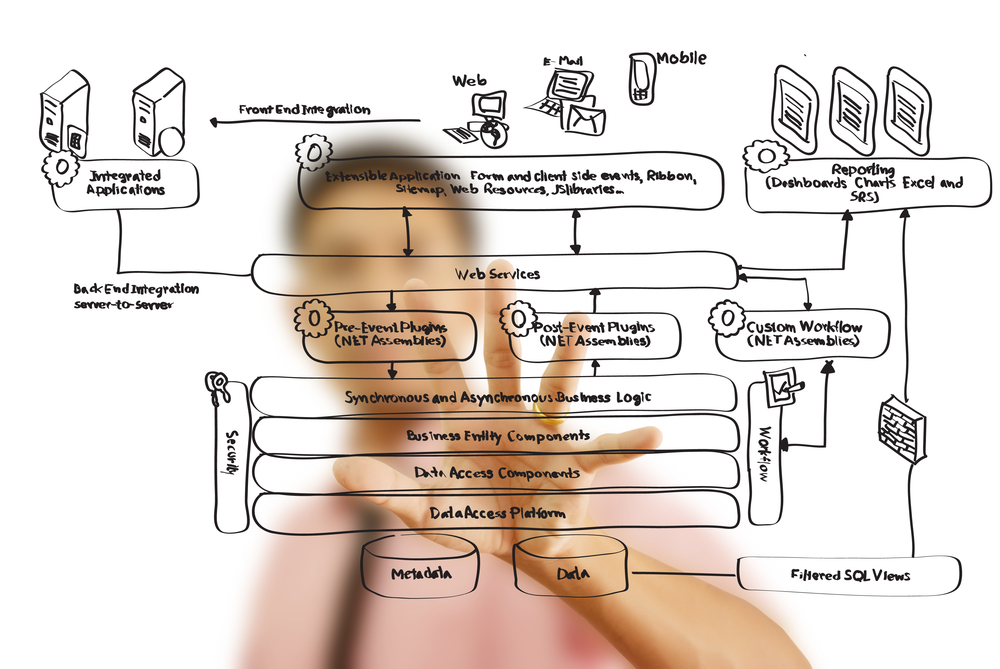 Web
E-Mail
Mobile
Front End Integration
Integrated
Applications
Extensible Application Form and client side events, Ribbon,
Sitemap, Web Resources, JSlibraries...
Reporting
(Dashboards Charts Excel and
SRS)
Web Services
Back End Integration
server-to-server
Pre-Event Plugins
(NET Assemblies)
Post-Event Plugins
(NET Assemblies)
Custom Workflow
(NET Assemblies)
Security
Synchronous and Asynchronous Business Logic
Business Entity Components
Data Access Components
Data Access Platform
Workflow
Metadata
Data
Filtered SQL Views